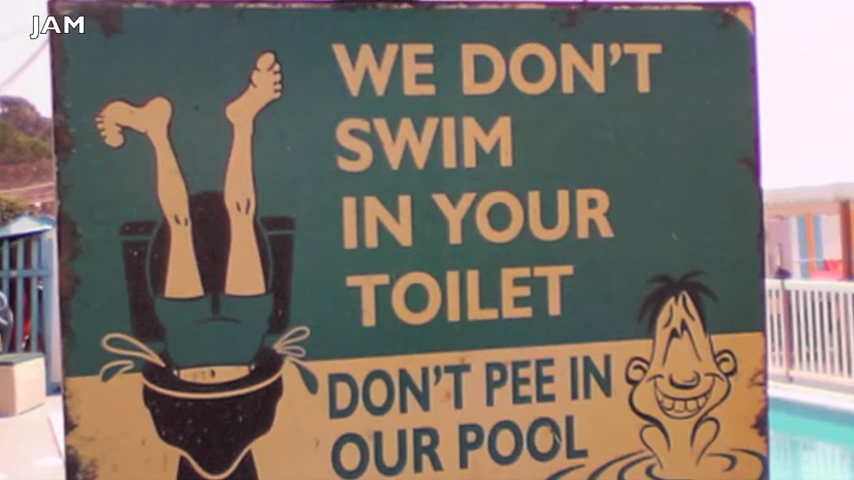 JAM
WE DON'T
SWIM
IN YOUR
TOILET
DON'T PEE IN
OUR POOL